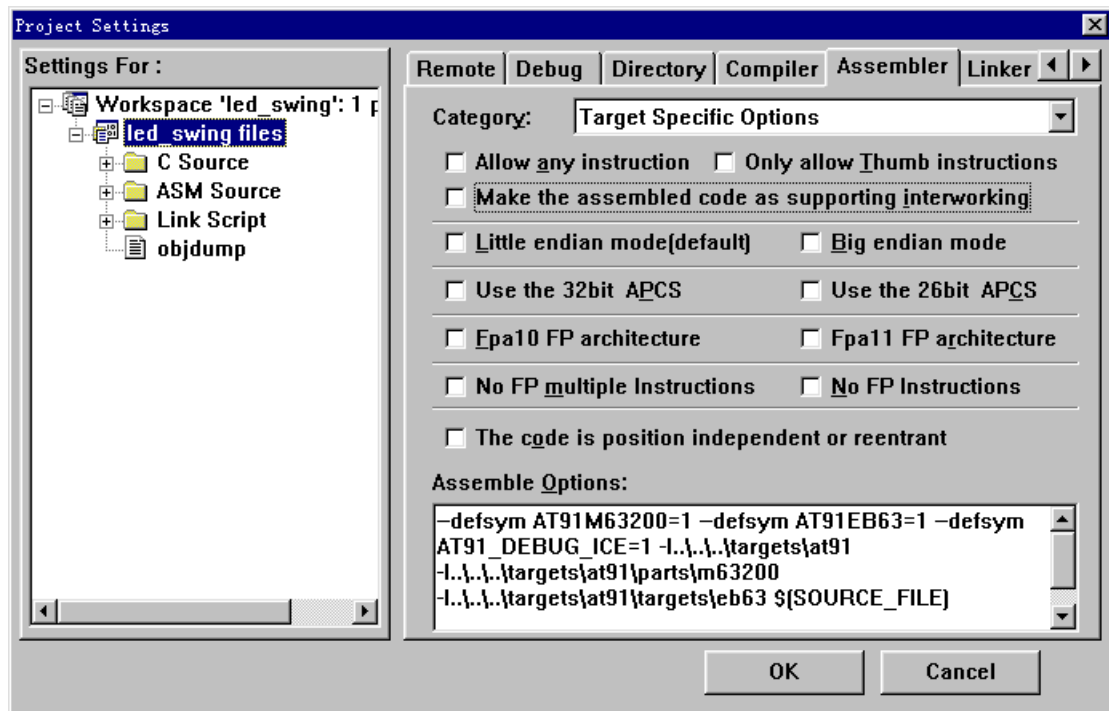 Project Settings
Settings For :
Workspace 'led_swing': 1 p
led_swing files
C Source
ASM Source
Link Script
objdump
Remote Debug Directory Compiler Assembler Linker
Category: Target Specific Options
Allow any instruction Only allow Thumb instructions
Make the assembled code as supporting interworking
Little endian mode(default) Big endian mode
Use the 32bit APCS Use the 26bit APCS
Fpa10 FP architecture Fpa11 FP architecture
No FP multiple Instructions No FP Instructions
The code is position independent or reentrant
Assemble Options:
--defsym AT91M63200=1 --defsym AT91EB63=1 --defsym
AT91_DEBUG_ICE=1 -I..\..\..\targets\at91
-I..\..\..\targets\at91\parts\m63200
-I..\..\..\targets\at91\targets\eb63 $(SOURCE_FILE)
OK Cancel